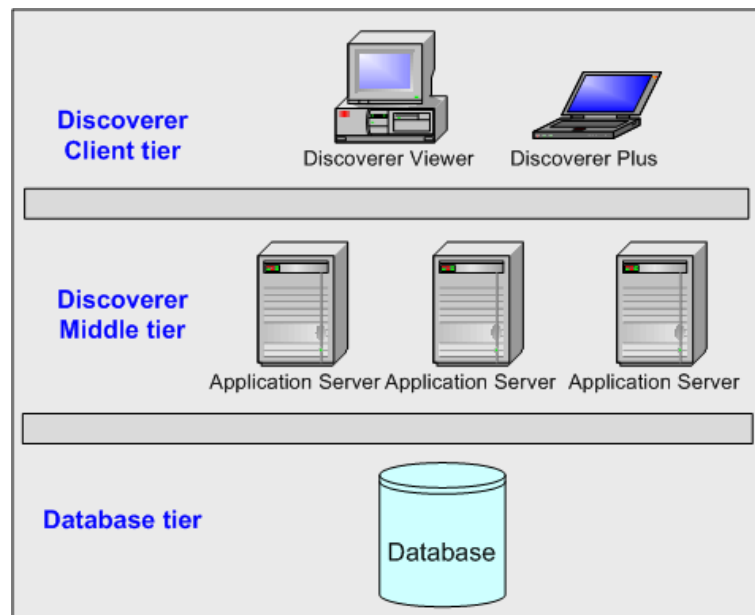 Discoverer
Client tier
Discoverer Viewer
Discoverer Plus
Discoverer
Middle tier
Application Server
Application Server
Application Server
Database tier
Database